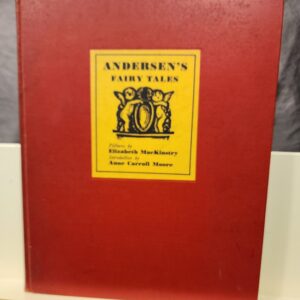 ANDERSEN'S
FAIRY TALES
Pictures by
Elizabeth MacKinstry
Introduction by
Anne Carroll Moore